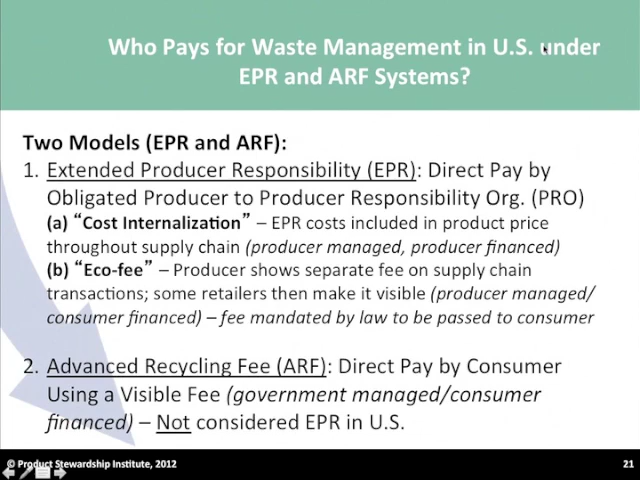 Who Pays for Waste Management in U.S. under
EPR and ARF Systems?
Two Models (EPR and ARF):
1. Extended Producer Responsibility (EPR): Direct Pay by
Obligated Producer to Producer Responsibility Org. (PRO)
(a) “Cost Internalization” – EPR costs included in product price
throughout supply chain (producer managed, producer financed)
(b) “Eco-fee” – Producer shows separate fee on supply chain
transactions; some retailers then make it visible (producer managed/
consumer financed) – fee mandated by law to be passed to consumer
2. Advanced Recycling Fee (ARF): Direct Pay by Consumer
Using a Visible Fee (government managed/consumer
financed) – Not considered EPR in U.S.
© Product Stewardship Institute, 2012
21